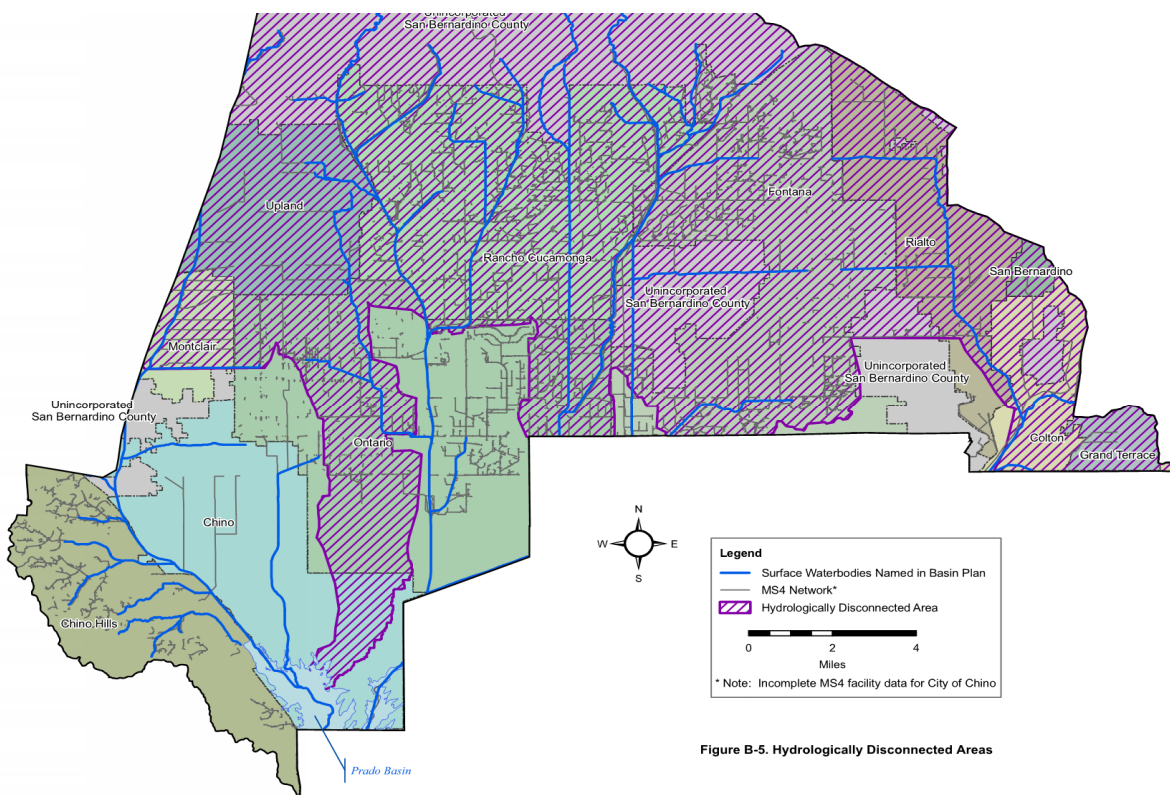 Unincorporated
San Bernardino County
Upland
Fontana
Rancho Cucamonga
Rialto
San Bernardino
Unincorporated
San Bernardino County
Montclair
Unincorporated
San Bernardino County
Unincorporated
San Bernardino County
Ontario
Colton
Grand Terrace
Chino
Chino Hills
Prado Basin
N
W
E
S
Legend
Surface Waterbodies Named in Basin Plan
MS4 Network*
Hydrologically Disconnected Area
0 2 4
Miles
* Note: Incomplete MS4 facility data for City of Chino
Figure B-5. Hydrologically Disconnected Areas